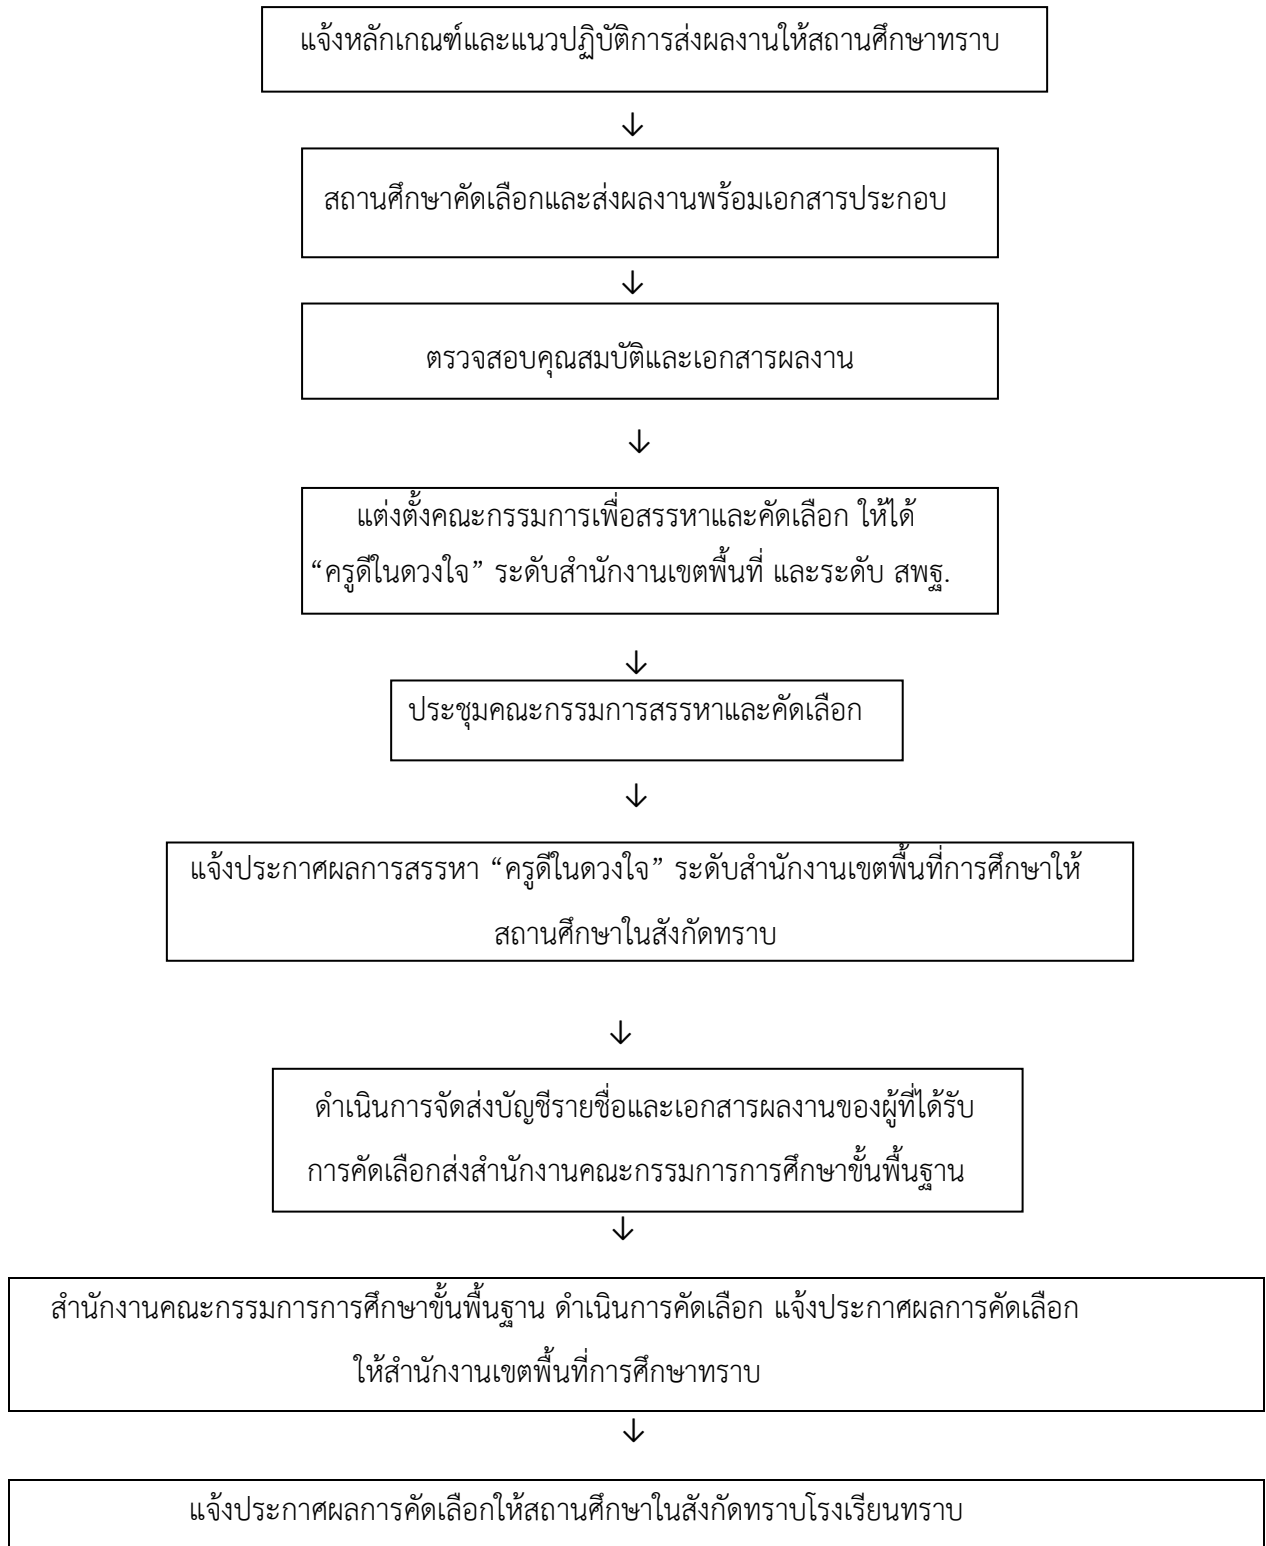 แจ้งหลักเกณฑ์และแนวปฏิบัติการส่งผลงานให้สถานศึกษาทราบ
↓
สถานศึกษาคัดเลือกและส่งผลงานพร้อมเอกสารประกอบ
↓
ตรวจสอบคุณสมบัติและเอกสารผลงาน
↓
แต่งตั้งคณะกรรมการเพื่อสรรหาและคัดเลือก ให้ได้
“ครูดีในดวงใจ” ระดับสำนักงานเขตพื้นที่ และระดับ สพฐ.
↓
ประชุมคณะกรรมการสรรหาและคัดเลือก
↓
แจ้งประกาศผลการสรรหา “ครูดีในดวงใจ” ระดับสำนักงานเขตพื้นที่การศึกษาให้
สถานศึกษาในสังกัดทราบ
↓
ดำเนินการจัดส่งบัญชีรายชื่อและเอกสารผลงานของผู้ที่ได้รับ
การคัดเลือกส่งสำนักงานคณะกรรมการการศึกษาขั้นพื้นฐาน
↓
สำนักงานคณะกรรมการการศึกษาขั้นพื้นฐาน ดำเนินการคัดเลือก แจ้งประกาศผลการคัดเลือก
ให้สำนักงานเขตพื้นที่การศึกษาทราบ
↓
แจ้งประกาศผลการคัดเลือกให้สถานศึกษาในสังกัดทราบโรงเรียนทราบ